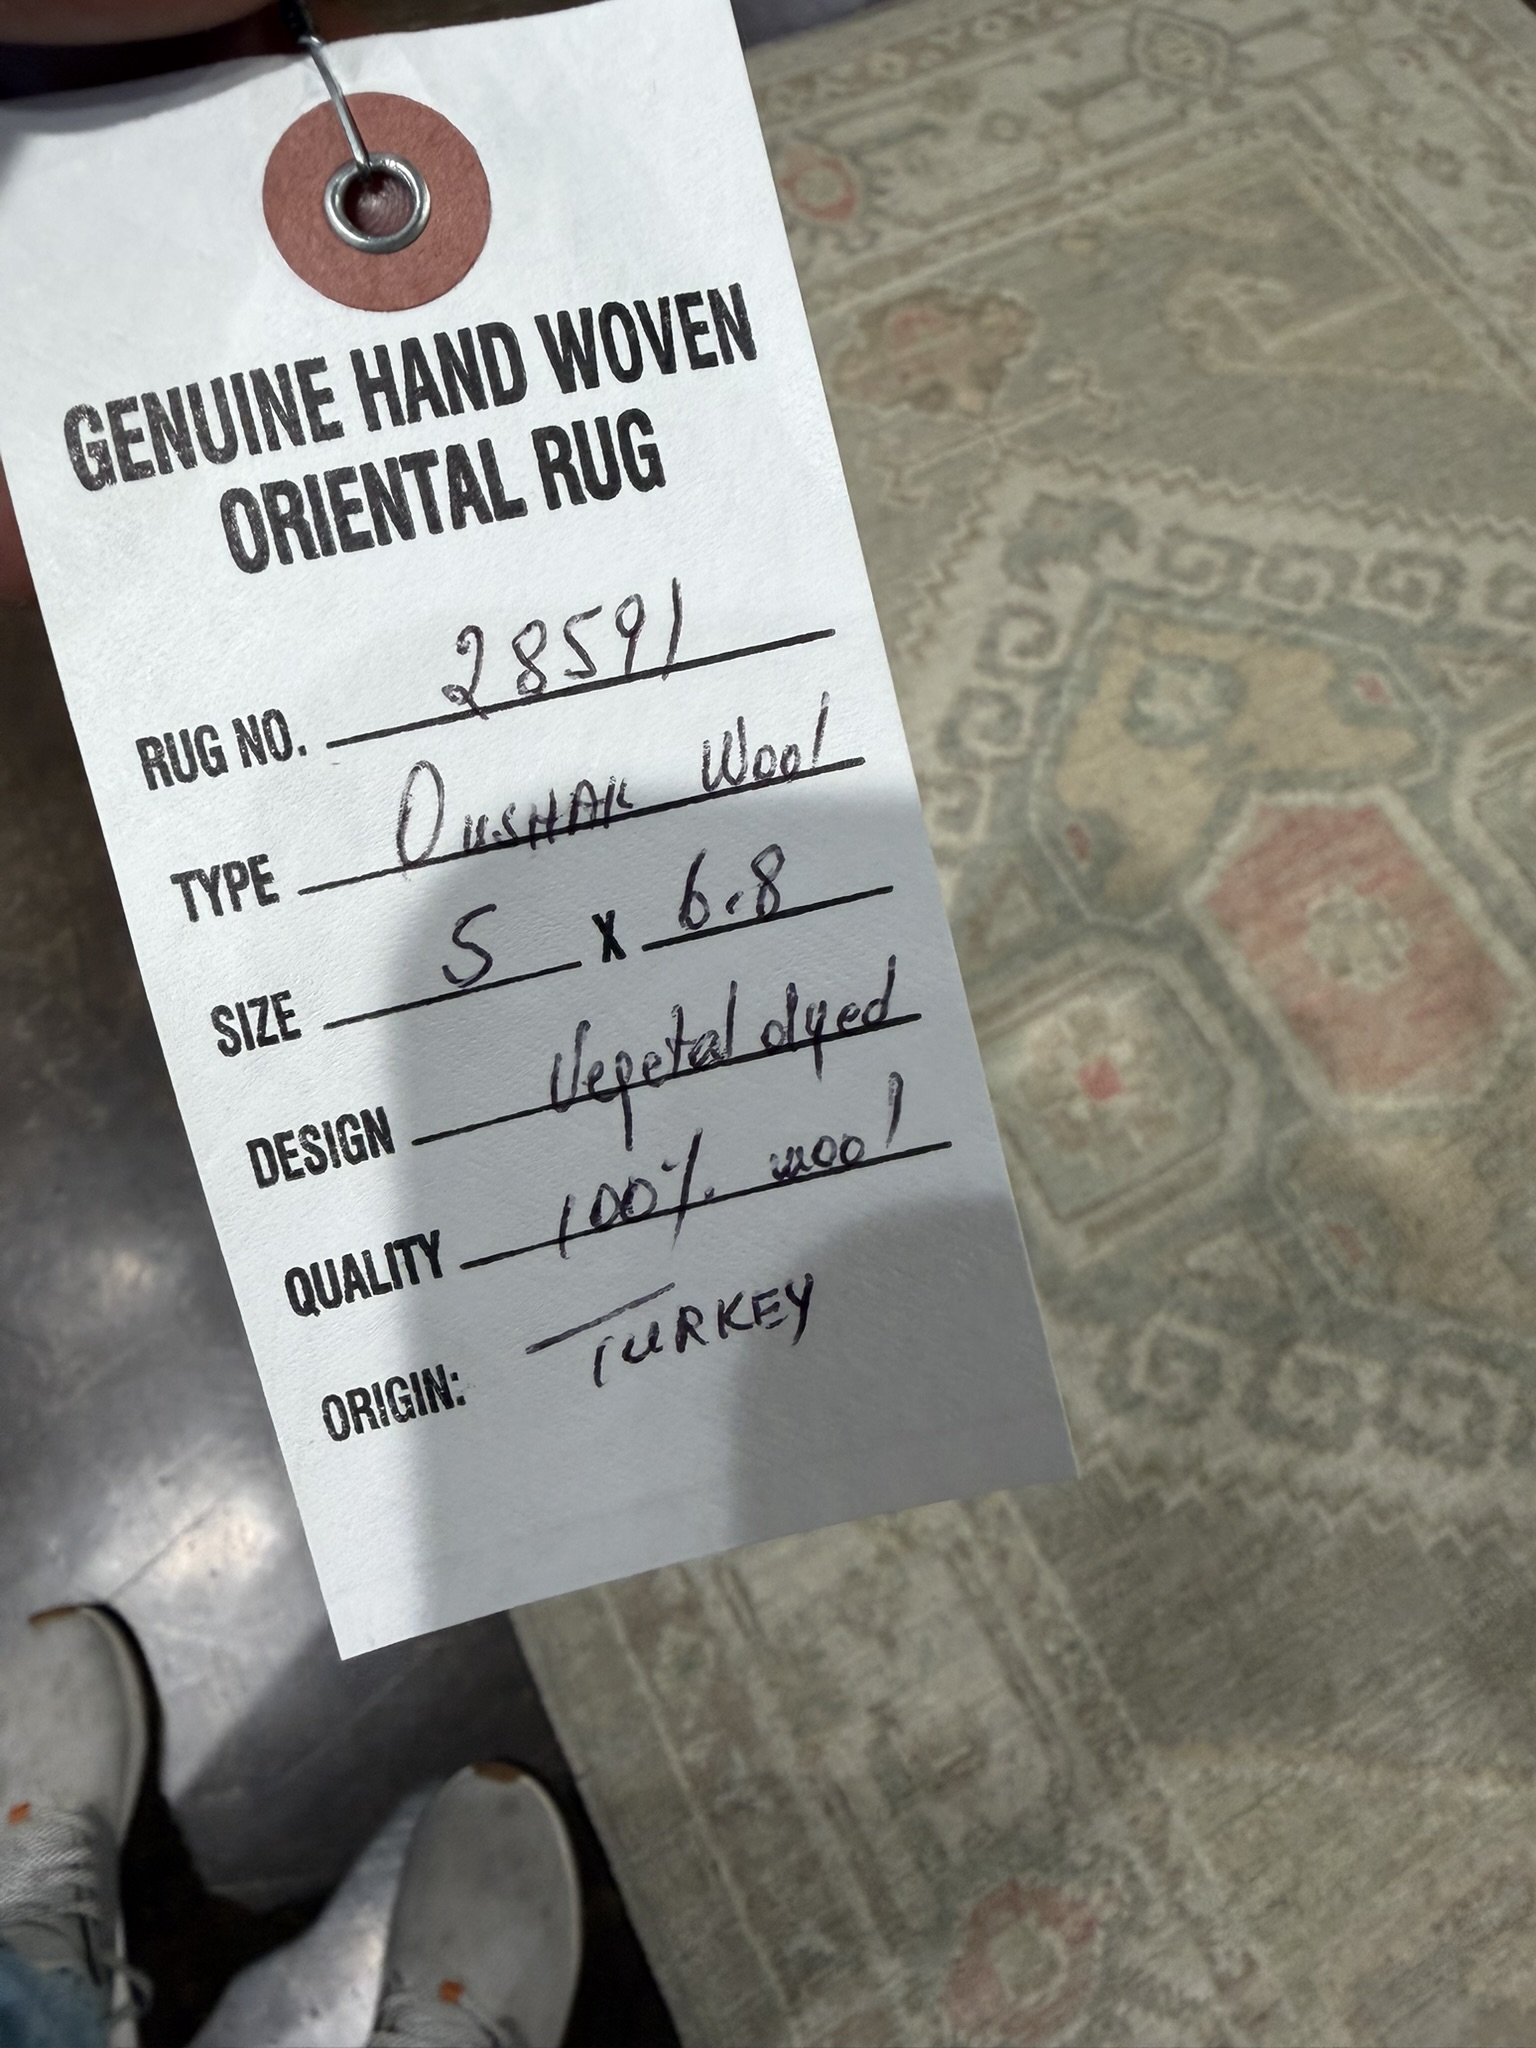 GENUINE HAND WOVEN
ORIENTAL RUG
RUG NO. 28591
TYPE OUSHAK Wool
SIZE 5 X 6.8
DESIGN Vegetal dyed
QUALITY 100% wool
ORIGIN: TURKEY